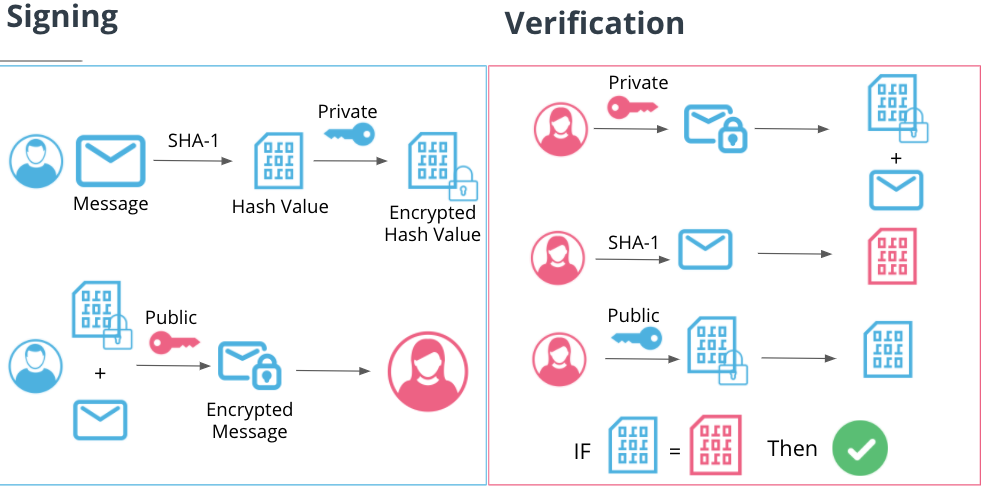 Signing
SHA-1
Private
Message
Hash Value
Encrypted
Hash Value
Public
+
Encrypted
Message
Verification
Private
+
SHA-1
Public
IF
=
Then